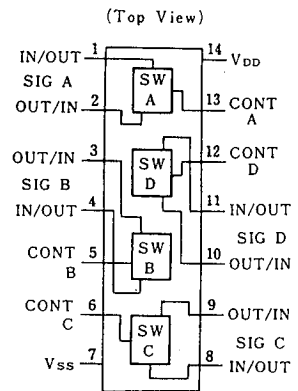 (Top View)
IN/OUT 1
SIG A
OUT/IN 2
OUT/IN 3
SIG B
IN/OUT 4
CONT B 5
CONT C 6
VSS 7
SW A
SW D
SW B
SW C
14 VDD
13 CONT A
12 CONT D
11 IN/OUT
SIG D
10 OUT/IN
9 OUT/IN
SIG C
8 IN/OUT